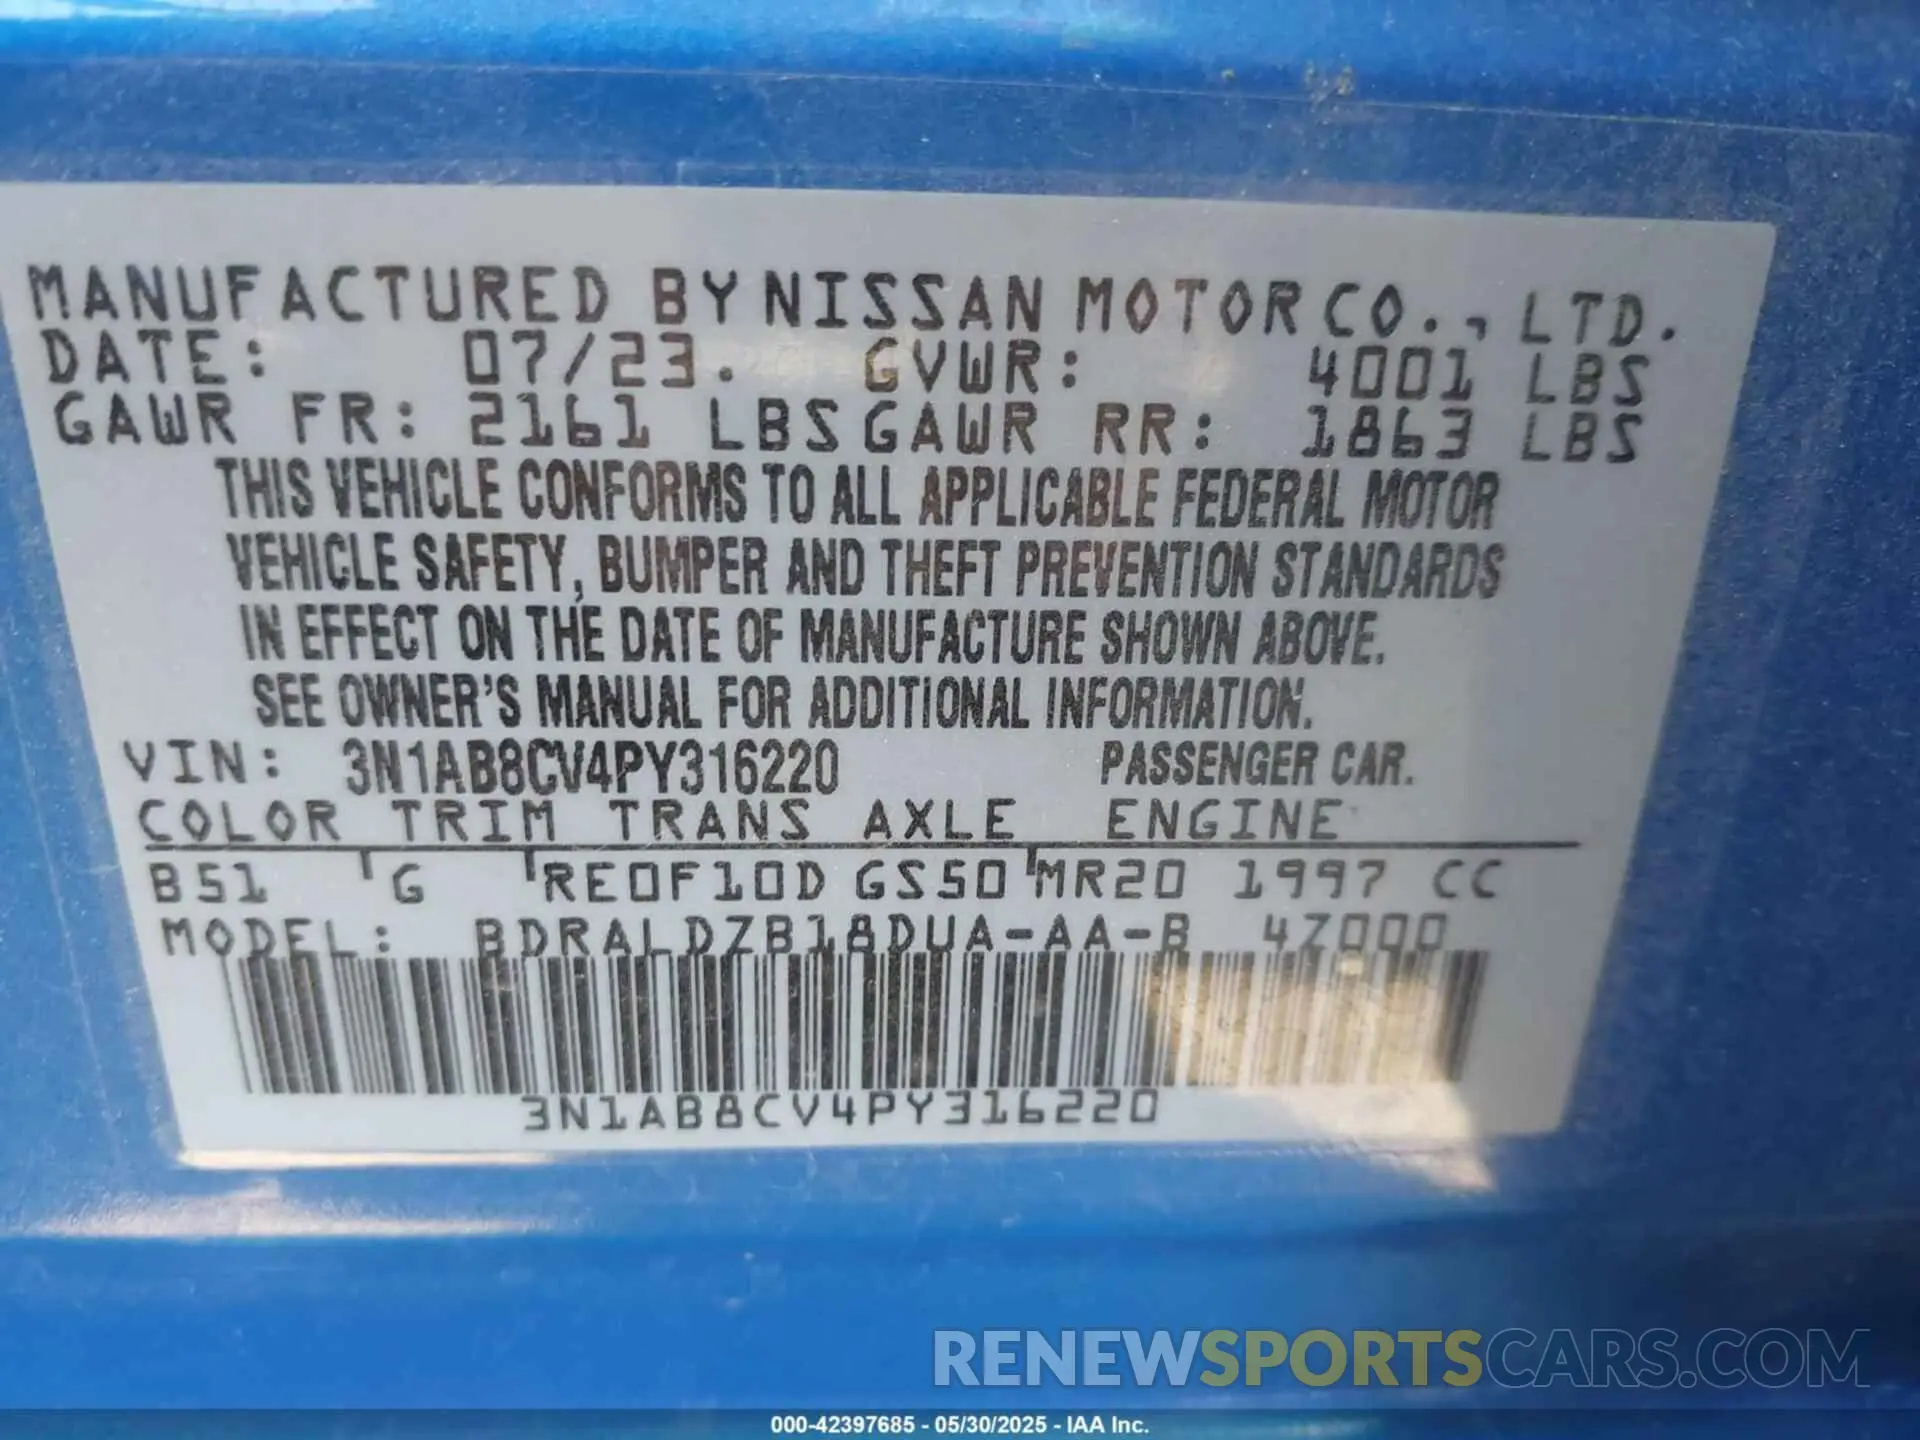 MANUFACTURED BY NISSAN MOTOR CO., LTD.
DATE: 07/23. GVWR: 4001 LBS
GAWR FR: 2161 LBS GAWR RR: 1863 LBS
THIS VEHICLE CONFORMS TO ALL APPLICABLE FEDERAL MOTOR
VEHICLE SAFETY, BUMPER AND THEFT PREVENTION STANDARDS
IN EFFECT ON THE DATE OF MANUFACTURE SHOWN ABOVE.
SEE OWNER'S MANUAL FOR ADDITIONAL INFORMATION.
VIN: 3N1AB8CV4PY316220 PASSENGER CAR.
COLOR TRIM TRANS AXLE ENGINE
B51 G RE0F10D GS50 MR20 1997 CC
MODEL: BDRALDZB18DUA-AA-B 4Z000
3N1AB8CV4PY316220
RENEWSPORTSCARS.COM
000-42397685 - 05/30/2025 - IAA Inc.